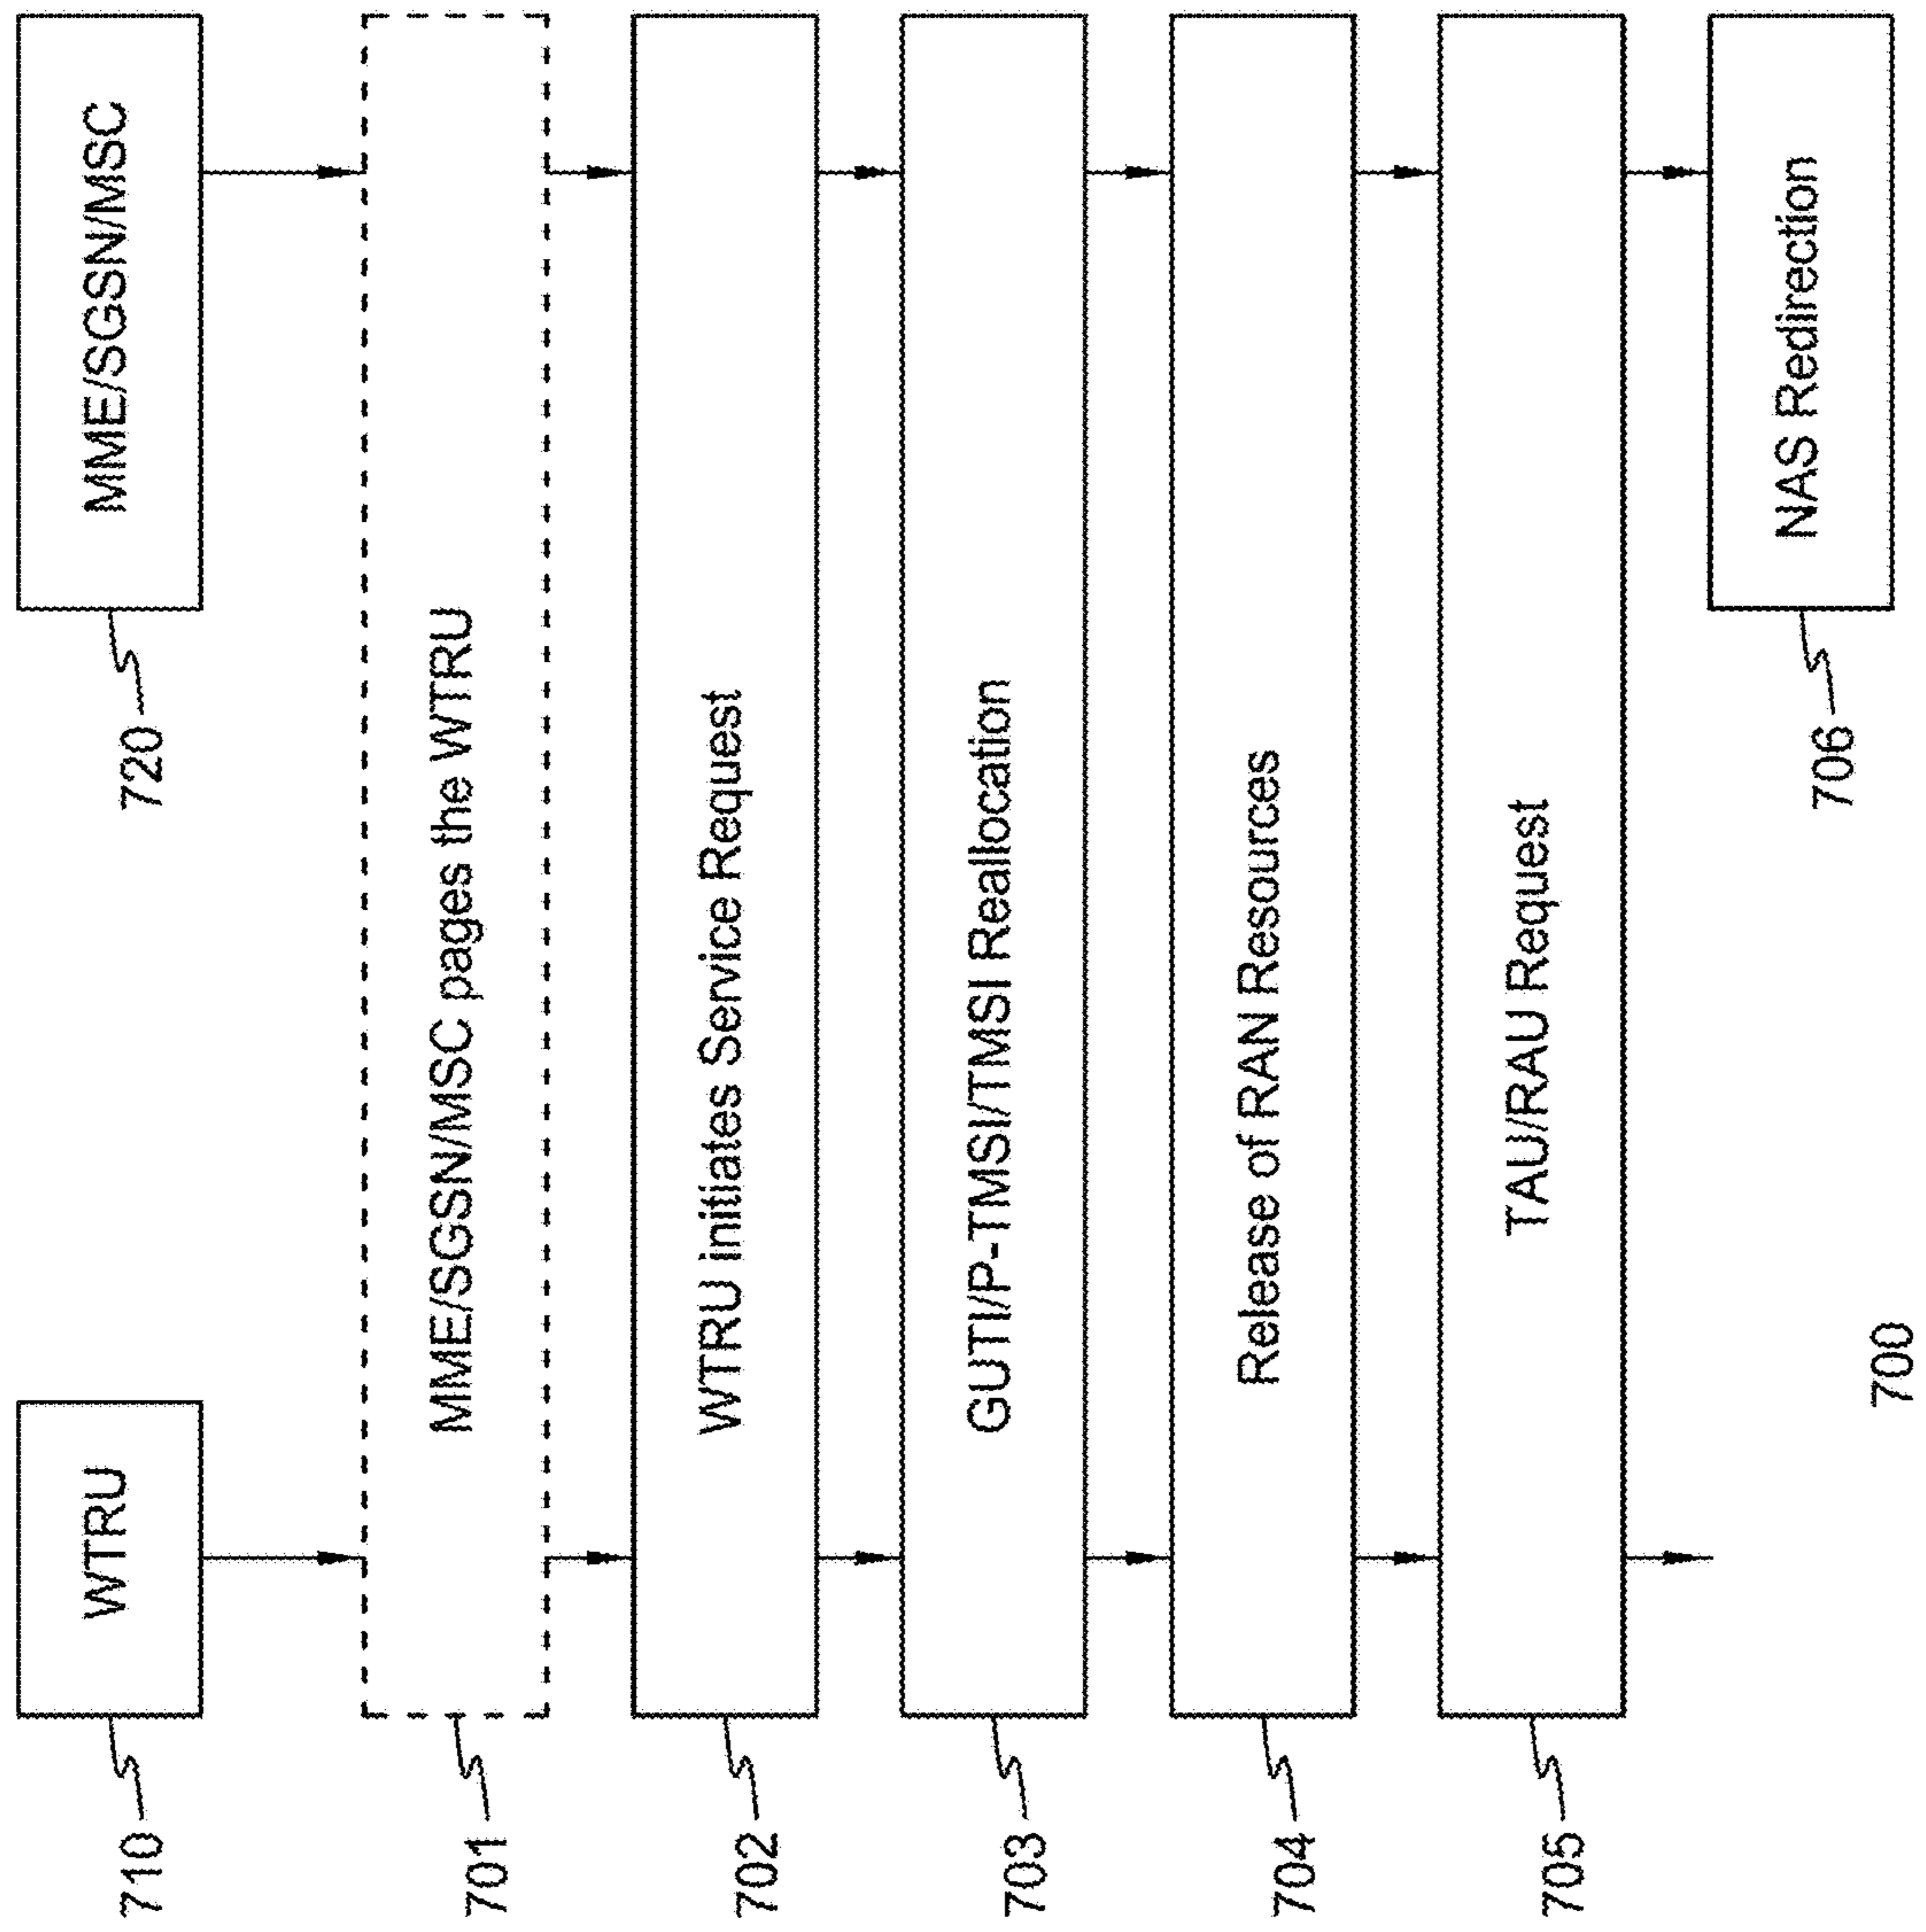 710
WTRU
720
MME/SGSN/MSC
701
MME/SGSN/MSC pages the WTRU
702
WTRU initiates Service Request
703
GUTI/P-TMSI/TMSI Reallocation
704
Release of RAN Resources
705
TAU/RAU Request
706
NAS Redirection
700